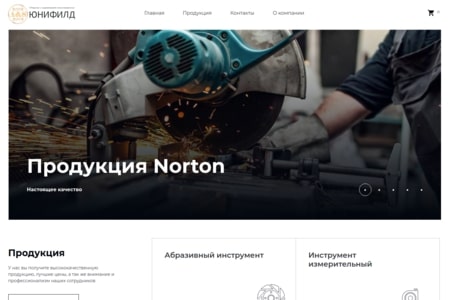 ЮНИФИЛД
Главная
Продукция
Контакты
О компании
Продукция Norton
Настоящее качество
Продукция
У нас вы получите высококачественную
продукцию, лучшие цены, а так же внимание и
профессионализм наших сотрудников
Абразивный инструмент
Инструмент
измерительный